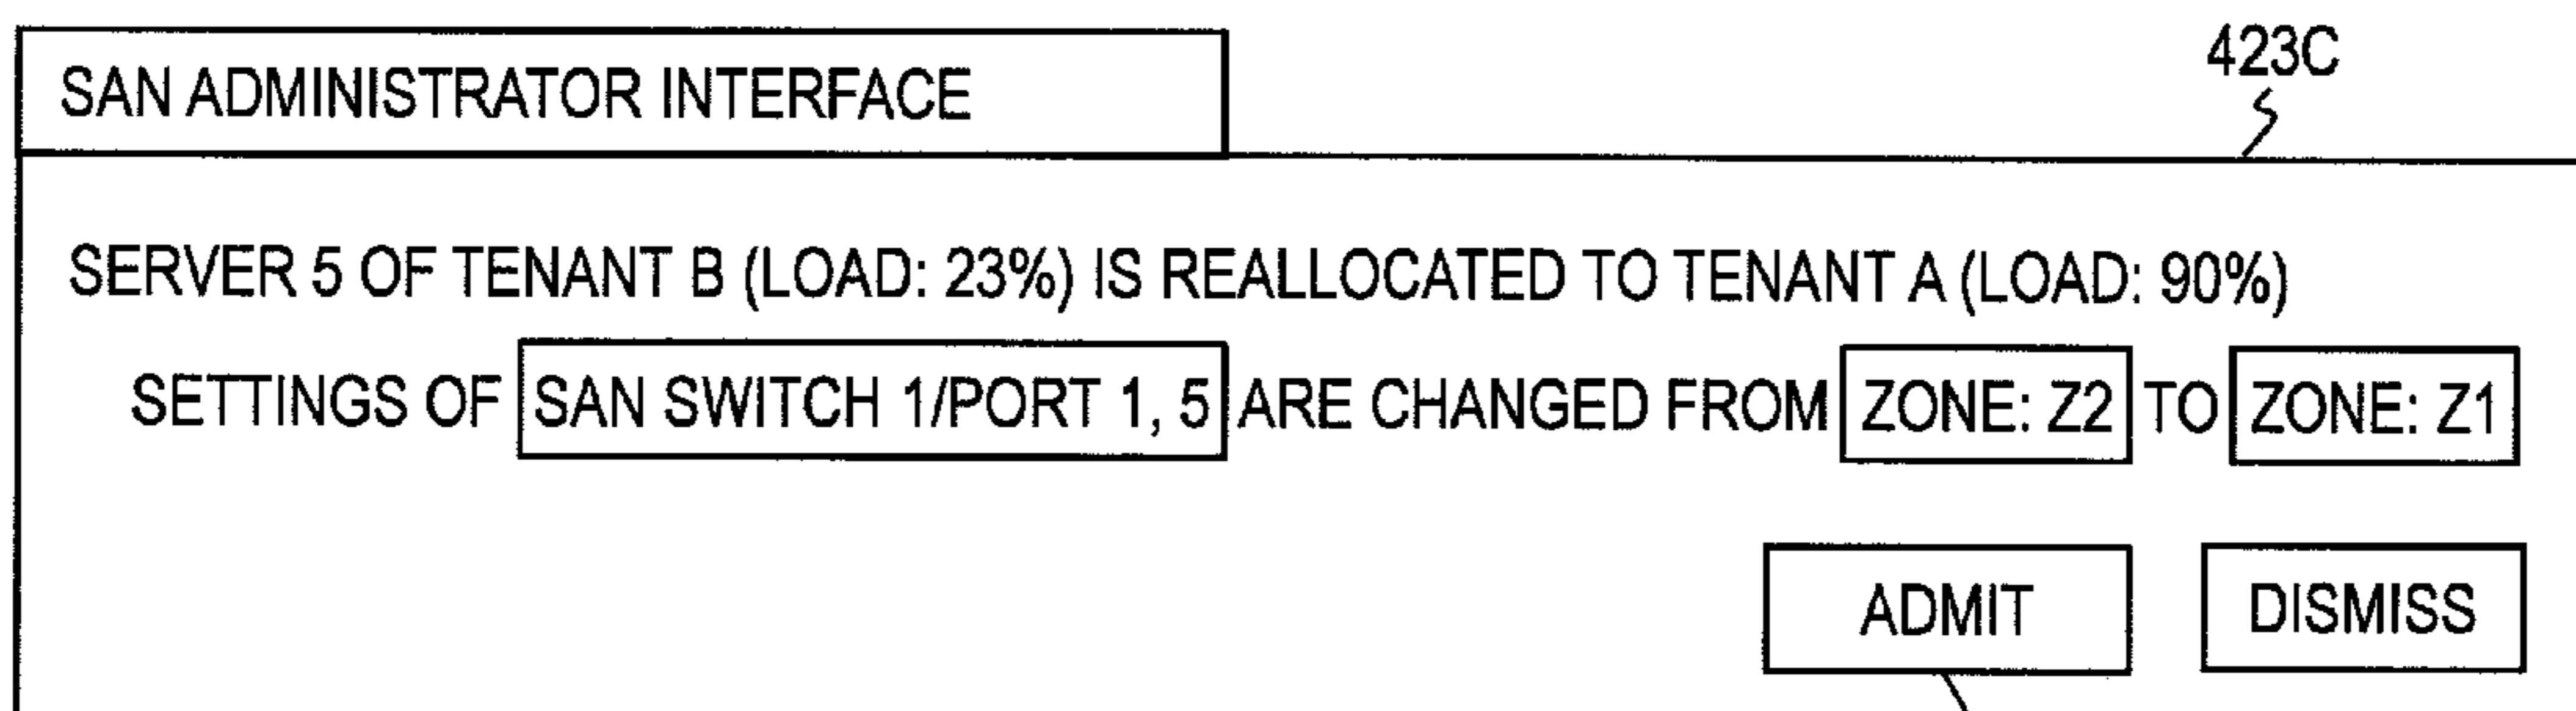 423C
SAN ADMINISTRATOR INTERFACE
SERVER 5 OF TENANT B (LOAD: 23%) IS REALLOCATED TO TENANT A (LOAD: 90%)
SETTINGS OF SAN SWITCH 1/PORT 1, 5 ARE CHANGED FROM ZONE: Z2 TO ZONE: Z1
ADMIT DISMISS